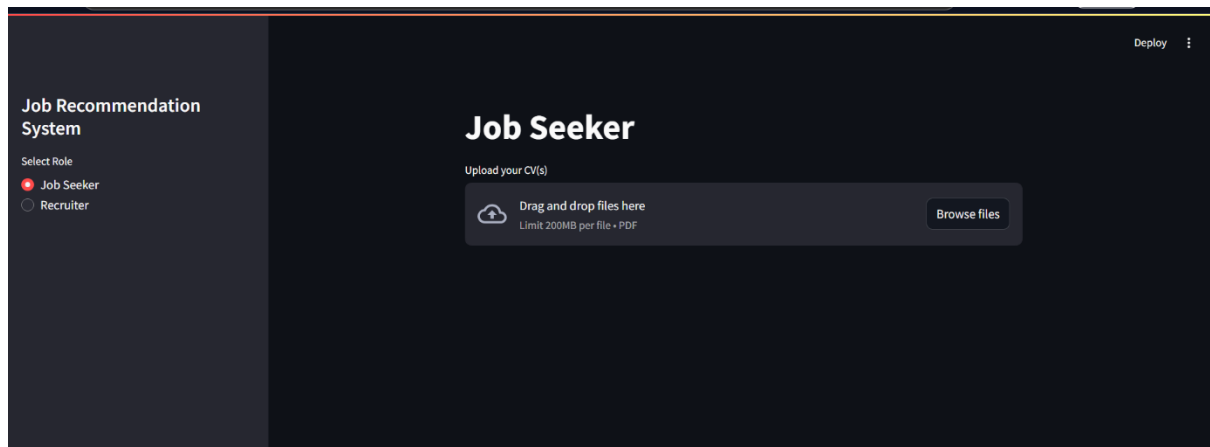 Deploy
Job Recommendation
System
Select Role
Job Seeker
Recruiter
Job Seeker
Upload your CV(s)
Drag and drop files here
Limit 200MB per file • PDF
Browse files